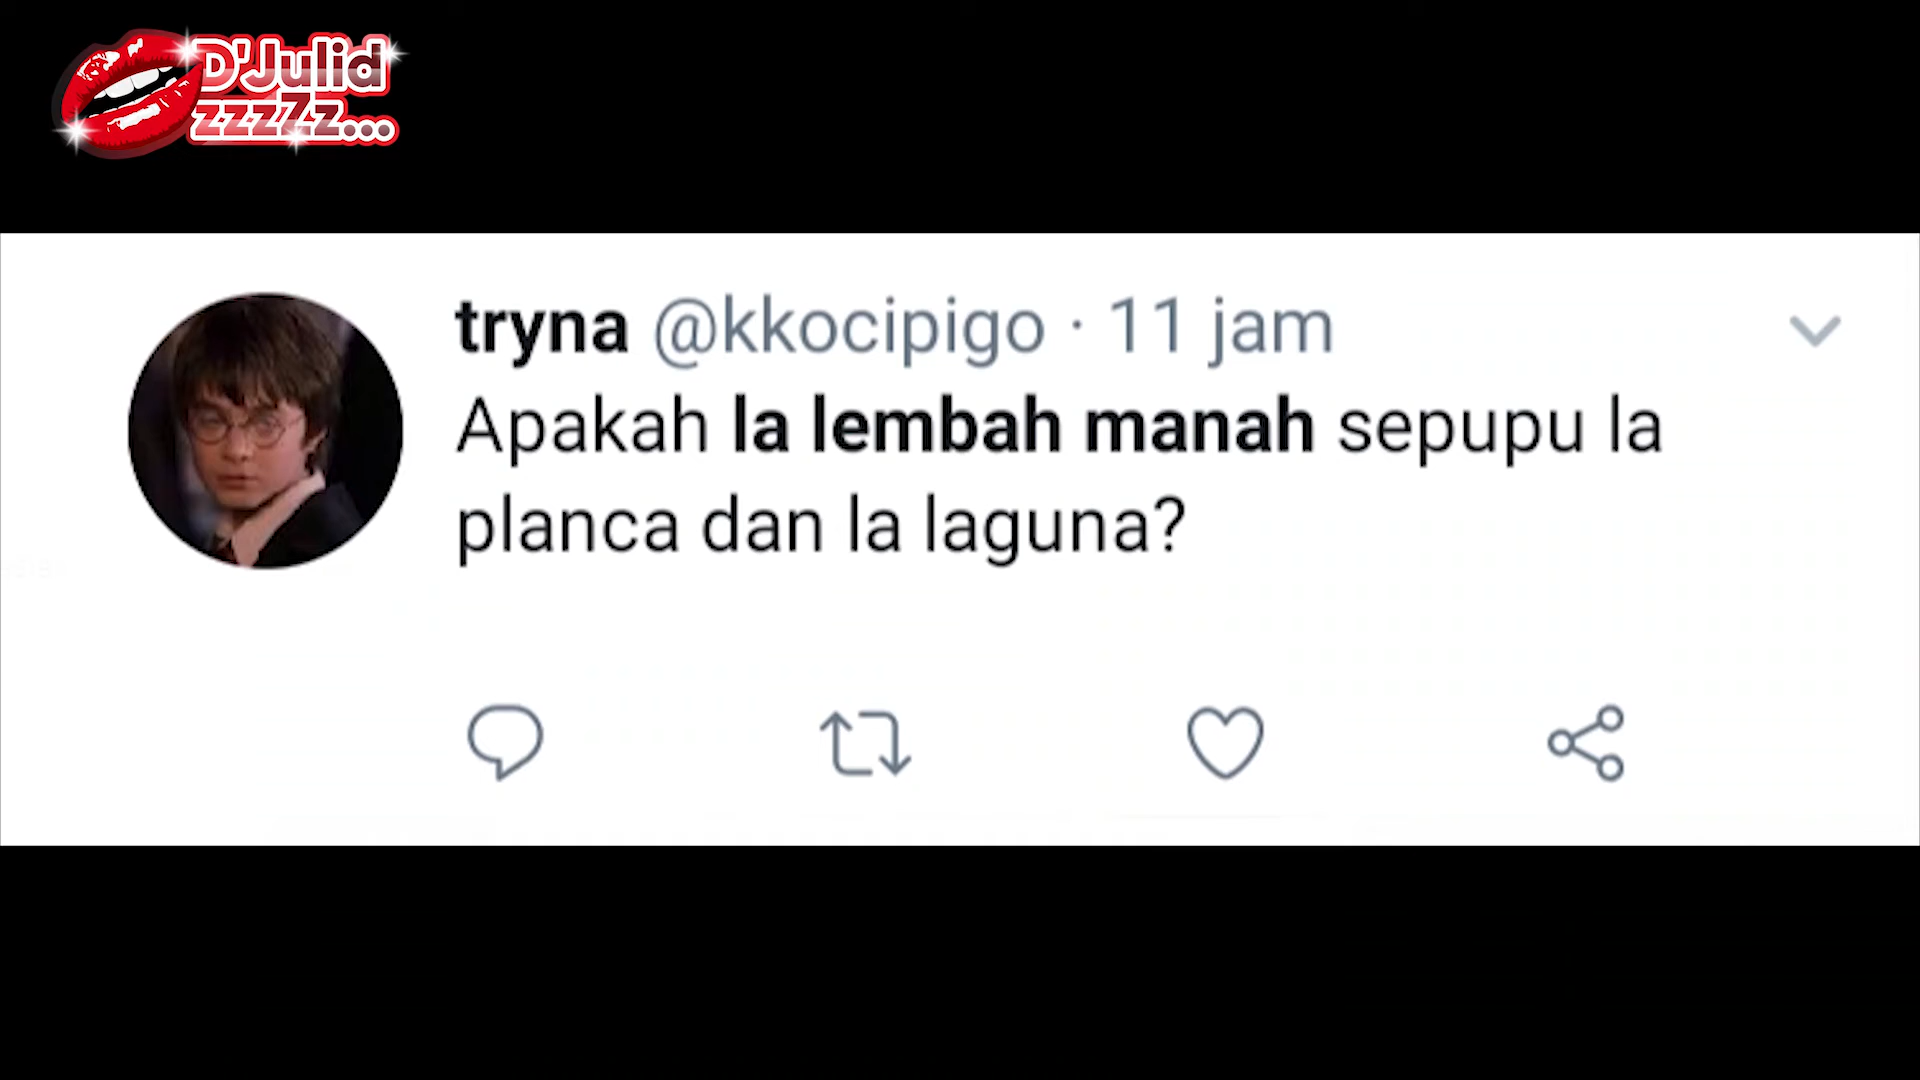 D'Julid
zzzZz...
tryna @kkocipigo · 11 jam
Apakah la lembah manah sepupu la
planca dan la laguna?